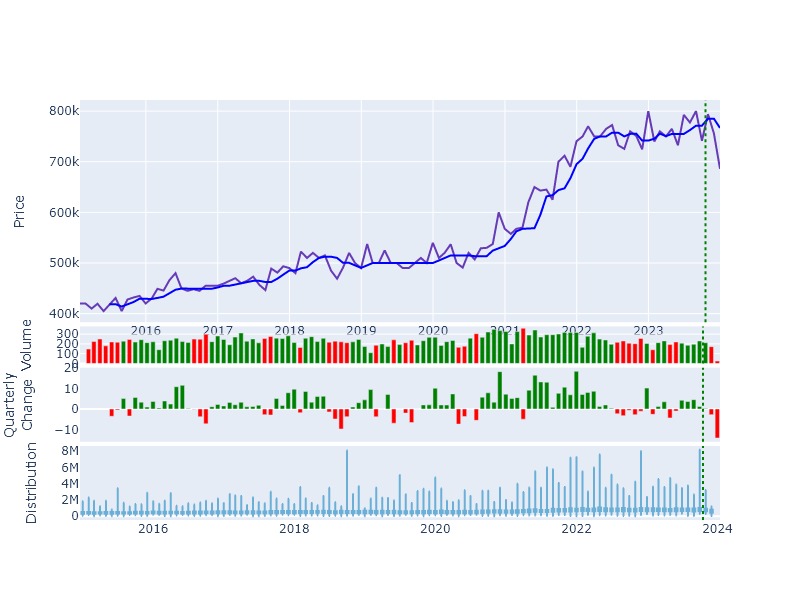 800k
700k
600k
500k
400k
Price
2016
2017
2018
2019
2020
2021
2022
2023
300
200
100
0
Volume
20
10
0
−10
Quarterly
Change
8M
6M
4M
2M
0
Distribution
2016
2018
2020
2022
2024